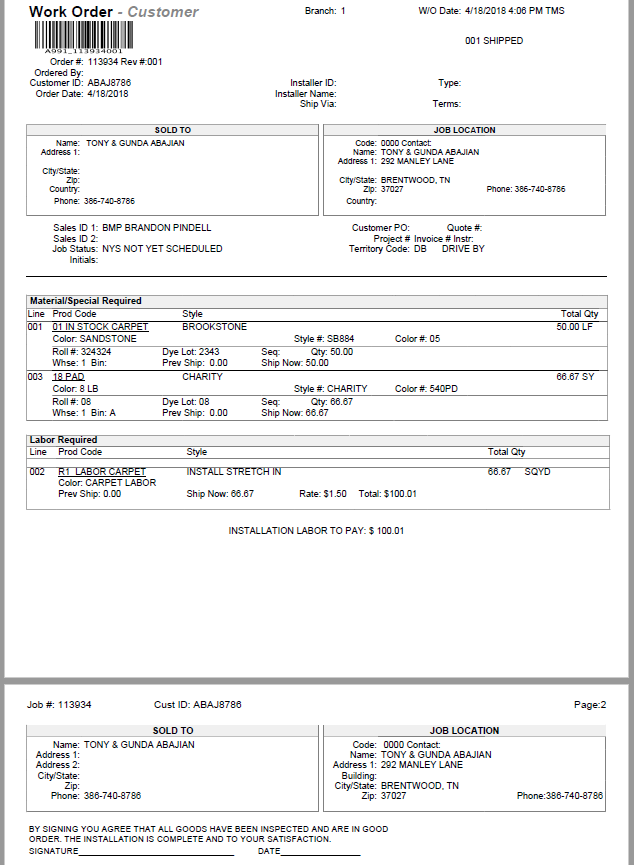 Work Order - Customer
Branch: 1
W/O Date: 4/18/2018 4:06 PM TMS
A991_113934001
001 SHIPPED
Order #: 113934 Rev #:001
Ordered By:
Customer ID: ABAJ8786 Installer ID: Type:
Order Date: 4/18/2018 Installer Name:
Ship Via: Terms:
SOLD TO
Name: TONY & GUNDA ABAJIAN
Address 1:
City/State:
Zip:
Country:
Phone: 386-740-8786
JOB LOCATION
Code: 0000 Contact:
Name: TONY & GUNDA ABAJIAN
Address 1: 292 MANLEY LANE
City/State: BRENTWOOD, TN
Zip: 37027 Phone: 386-740-8786
Country:
Sales ID 1: BMP BRANDON PINDELL Customer PO: Quote #:
Sales ID 2: Project # Invoice # Instr:
Job Status: NYS NOT YET SCHEDULED Territory Code: DB DRIVE BY
Initials:
Material/Special Required
Line Prod Code Style Total Qty
001 01 IN STOCK CARPET BROOKSTONE 50.00 LF
Color: SANDSTONE Style #: SB884 Color #: 05
Roll #: 324324 Dye Lot: 2343 Seq: Qty: 50.00
Whse: 1 Bin: Prev Ship: 0.00 Ship Now: 50.00
003 18 PAD CHARITY 66.67 SY
Color: 8 LB Style #: CHARITY Color #: 540PD
Roll #: 08 Dye Lot: 08 Seq: Qty: 66.67
Whse: 1 Bin: A Prev Ship: 0.00 Ship Now: 66.67
Labor Required
Line Prod Code Style Total Qty
002 R1 LABOR CARPET INSTALL STRETCH IN 66.67 SQYD
Color: CARPET LABOR
Prev Ship: 0.00 Ship Now: 66.67 Rate: $1.50 Total: $100.01
INSTALLATION LABOR TO PAY: $ 100.01
Job #: 113934 Cust ID: ABAJ8786 Page:2
SOLD TO
Name: TONY & GUNDA ABAJIAN
Address 1:
Address 2:
City/State:
Zip:
Phone: 386-740-8786
JOB LOCATION
Code: 0000 Contact:
Name: TONY & GUNDA ABAJIAN
Address 1: 292 MANLEY LANE
Building:
City/State: BRENTWOOD, TN
Zip: 37027 Phone:386-740-8786
BY SIGNING YOU AGREE THAT ALL GOODS HAVE BEEN INSPECTED AND ARE IN GOOD
ORDER. THE INSTALLATION IS COMPLETE AND TO YOUR SATISFACTION.
SIGNATURE DATE